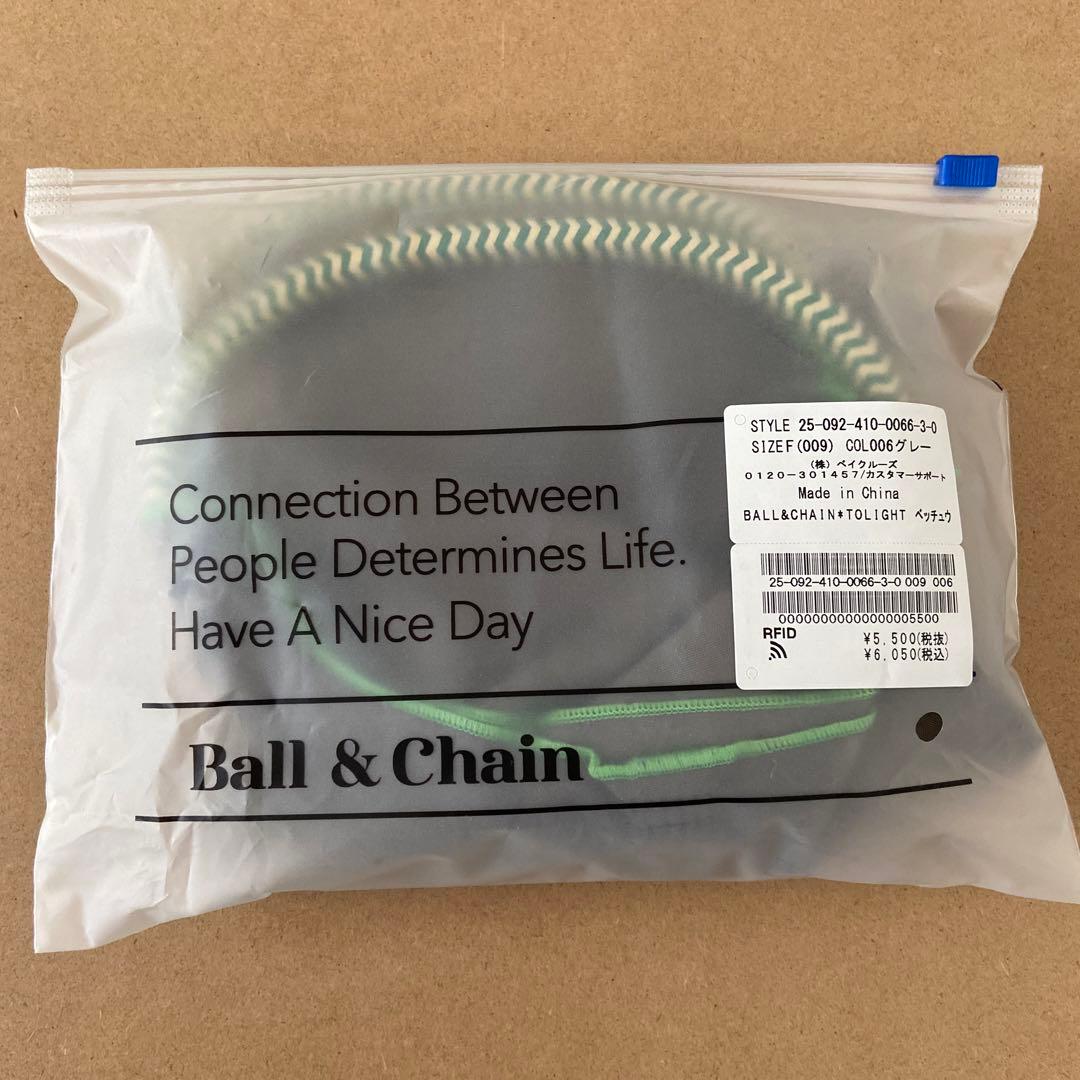 Connection Between
People Determines Life.
Have A Nice Day
Ball & Chain
STYLE 25-092-410-0066-3-0
SIZE F(009) COL006グレー
(株) ベイクルーズ
0120-301457/カスタマーサポート
Made in China
BALL&CHAIN*TOLIGHT ベッチュウ
25-092-410-0066-3-0 009 006
00000000000000005500
RFID
¥5,500(税抜)
¥6,050(税込)